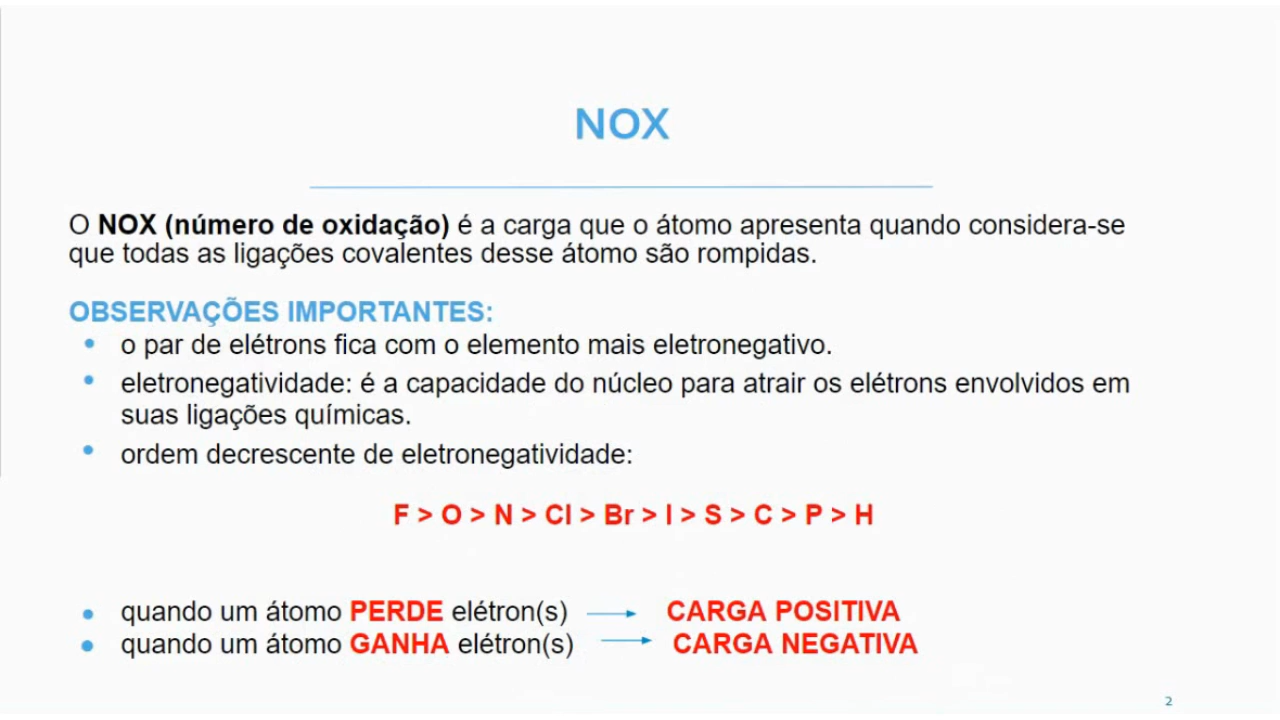 NOX
O NOX (número de oxidação) é a carga que o átomo apresenta quando considera-se
que todas as ligações covalentes desse átomo são rompidas.
OBSERVAÇÕES IMPORTANTES:
• o par de elétrons fica com o elemento mais eletronegativo.
• eletronegatividade: é a capacidade do núcleo para atrair os elétrons envolvidos em
suas ligações químicas.
• ordem decrescente de eletronegatividade:
F > O > N > Cl > Br > I > S > C > P > H
• quando um átomo PERDE elétron(s) → CARGA POSITIVA
• quando um átomo GANHA elétron(s) → CARGA NEGATIVA
2